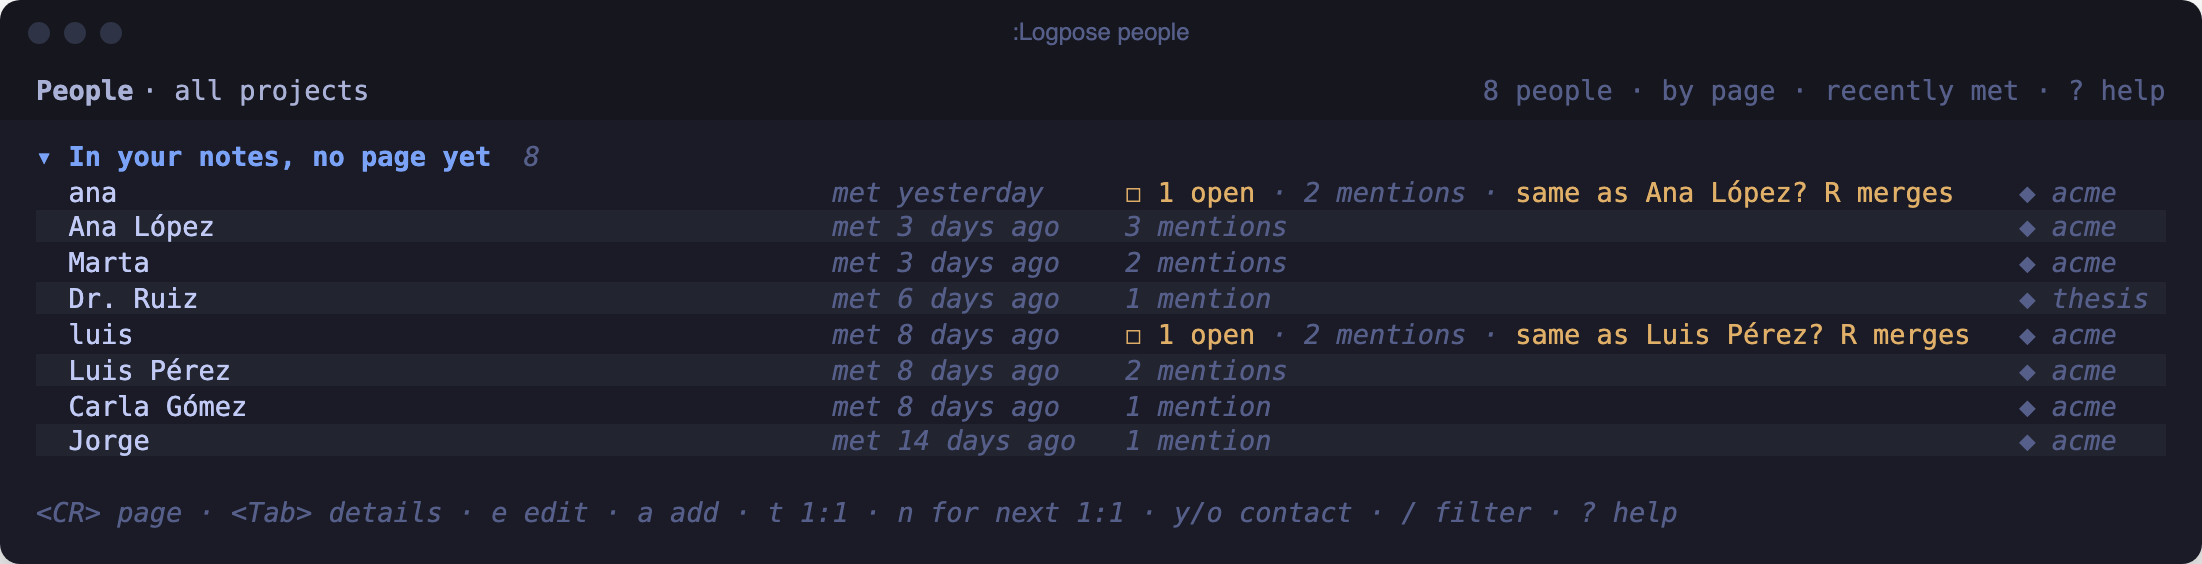 :Logpose people
People · all projects 8 people · by page · recently met · ? help
▾ In your notes, no page yet 8
ana met yesterday □ 1 open · 2 mentions · same as Ana López? R merges ◆ acme
Ana López met 3 days ago 3 mentions ◆ acme
Marta met 3 days ago 2 mentions ◆ acme
Dr. Ruiz met 6 days ago 1 mention ◆ thesis
luis met 8 days ago □ 1 open · 2 mentions · same as Luis Pérez? R merges ◆ acme
Luis Pérez met 8 days ago 2 mentions ◆ acme
Carla Gómez met 8 days ago 1 mention ◆ acme
Jorge met 14 days ago 1 mention ◆ acme
<CR> page · <Tab> details · e edit · a add · t 1:1 · n for next 1:1 · y/o contact · / filter · ? help